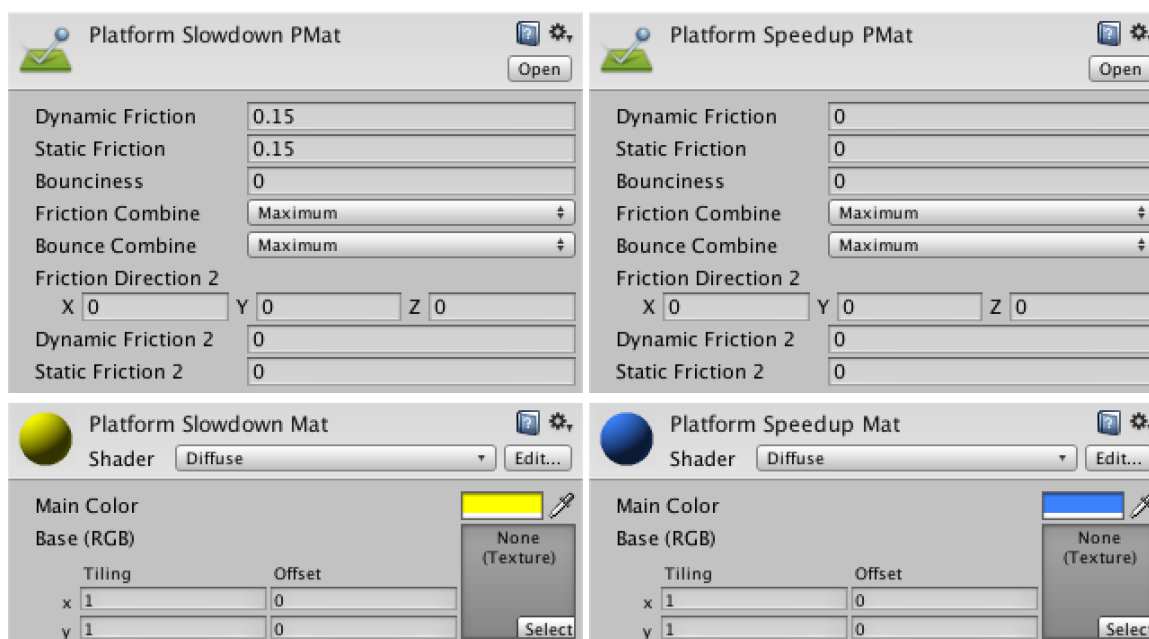 Platform Slowdown PMat
Open
Dynamic Friction 0.15
Static Friction 0.15
Bounciness 0
Friction Combine Maximum
Bounce Combine Maximum
Friction Direction 2
X 0 Y 0 Z 0
Dynamic Friction 2 0
Static Friction 2 0
Platform Speedup PMat
Open
Dynamic Friction 0
Static Friction 0
Bounciness 0
Friction Combine Maximum
Bounce Combine Maximum
Friction Direction 2
X 0 Y 0 Z 0
Dynamic Friction 2 0
Static Friction 2 0
Platform Slowdown Mat
Shader Diffuse Edit...
Main Color
Base (RGB) None
(Texture)
Tiling Offset
x 1 0
y 1 0 Select
Platform Speedup Mat
Shader Diffuse Edit...
Main Color
Base (RGB) None
(Texture)
Tiling Offset
x 1 0
y 1 0 Selec